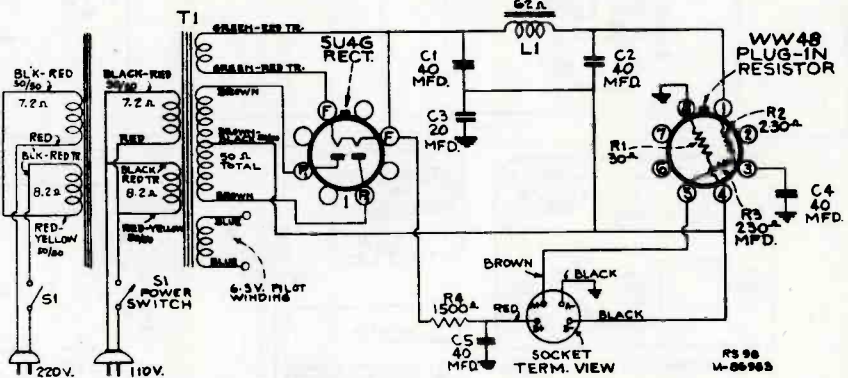 T1
GREEN-RED TR.
GREEN-RED TR.
5U4G
RECT.
62Ω
L1
C1
40
MFD.
C2
40
MFD.
C3
20
MFD.
WW48
PLUG-IN
RESISTOR
BLK-RED
50/50
7.2Ω
RED
BLK-RED TR.
8.2Ω
RED-
YELLOW
50/50
BLACK-RED
50/50
7.2Ω
RED
BLACK
RED TR
8.2Ω
RED-YELLOW
50/50
BROWN
BROWN-
BLACK 50/50
50Ω
TOTAL
BROWN
BLUE
BLUE
6.3V. PILOT
WINDING
F
F
P
P
1
8
1
2
3
4
5
6
7
R1
30Ω
R2
230Ω
R3
230Ω
MFD.
C4
40
MFD.
S1
S1
POWER
SWITCH
220V.
110V.
R4
1500Ω
RED
C5
40
MFD.
BROWN
BLACK
BLACK
A+
A-
B+
B-
SOCKET
TERM. VIEW
RS 98